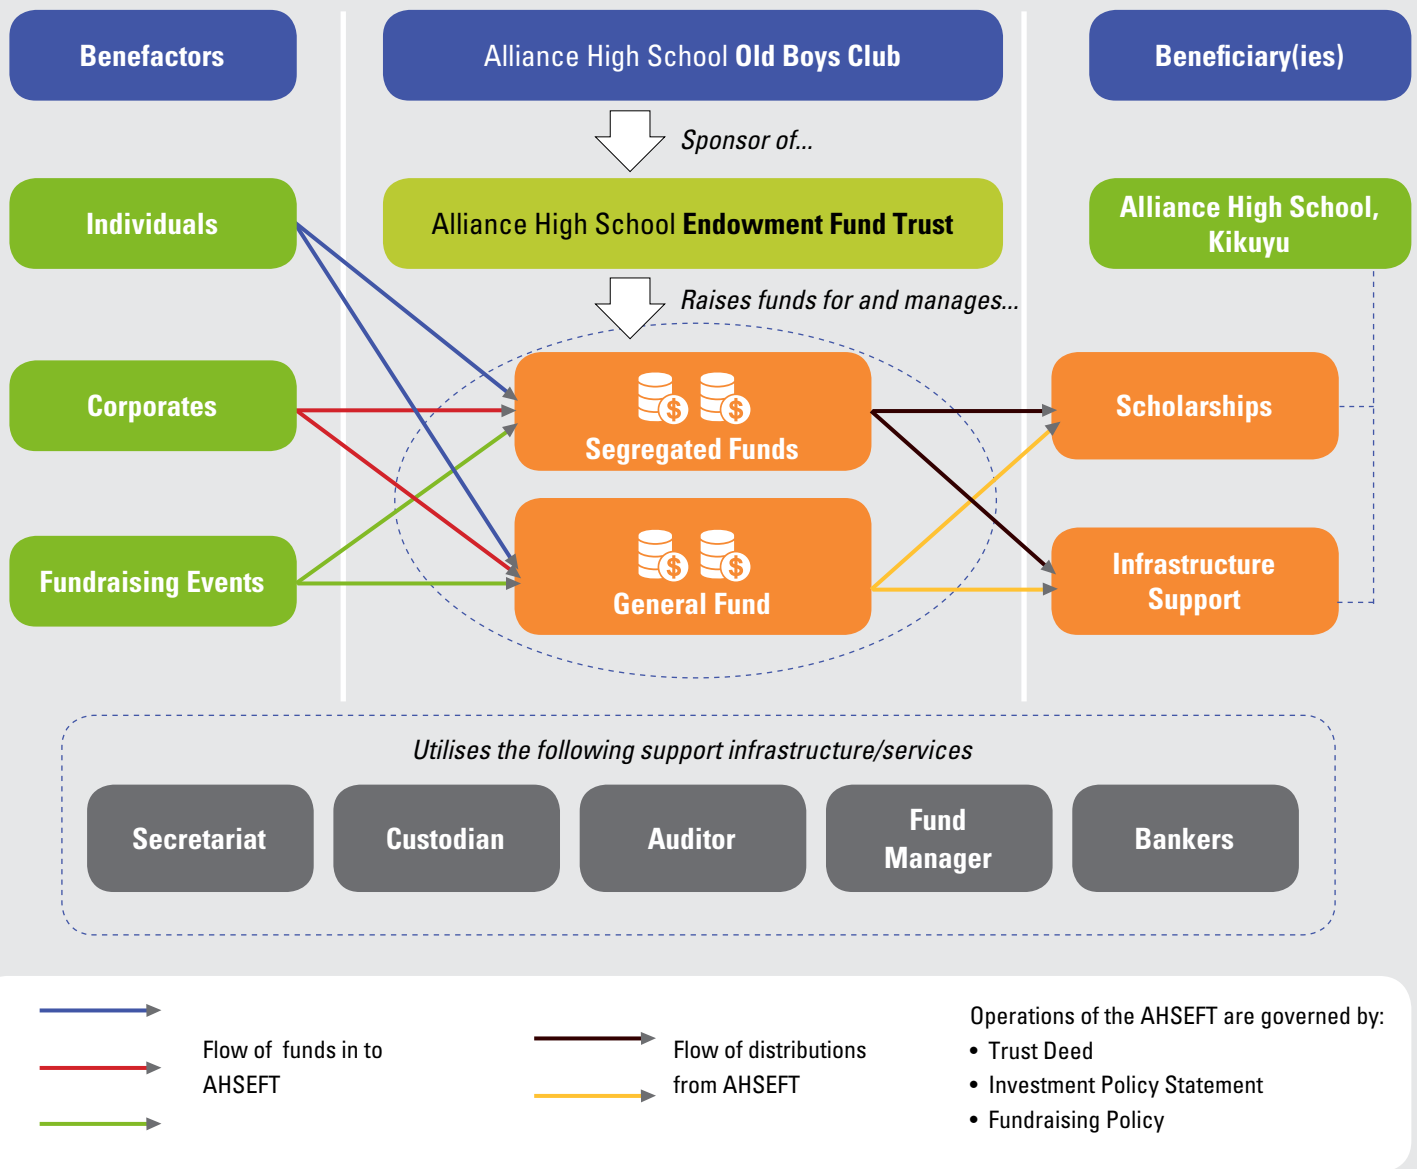 Benefactors
Alliance High School Old Boys Club
Beneficiary(ies)
Sponsor of...
Individuals
Alliance High School Endowment Fund Trust
Alliance High School,
Kikuyu
Raises funds for and manages...
Corporates
$ $
Segregated Funds
Scholarships
Fundraising Events
$ $
General Fund
Infrastructure
Support
Utilises the following support infrastructure/services
Secretariat
Custodian
Auditor
Fund
Manager
Bankers
Flow of funds in to
AHSEFT
Flow of distributions
from AHSEFT
Operations of the AHSEFT are governed by:
• Trust Deed
• Investment Policy Statement
• Fundraising Policy